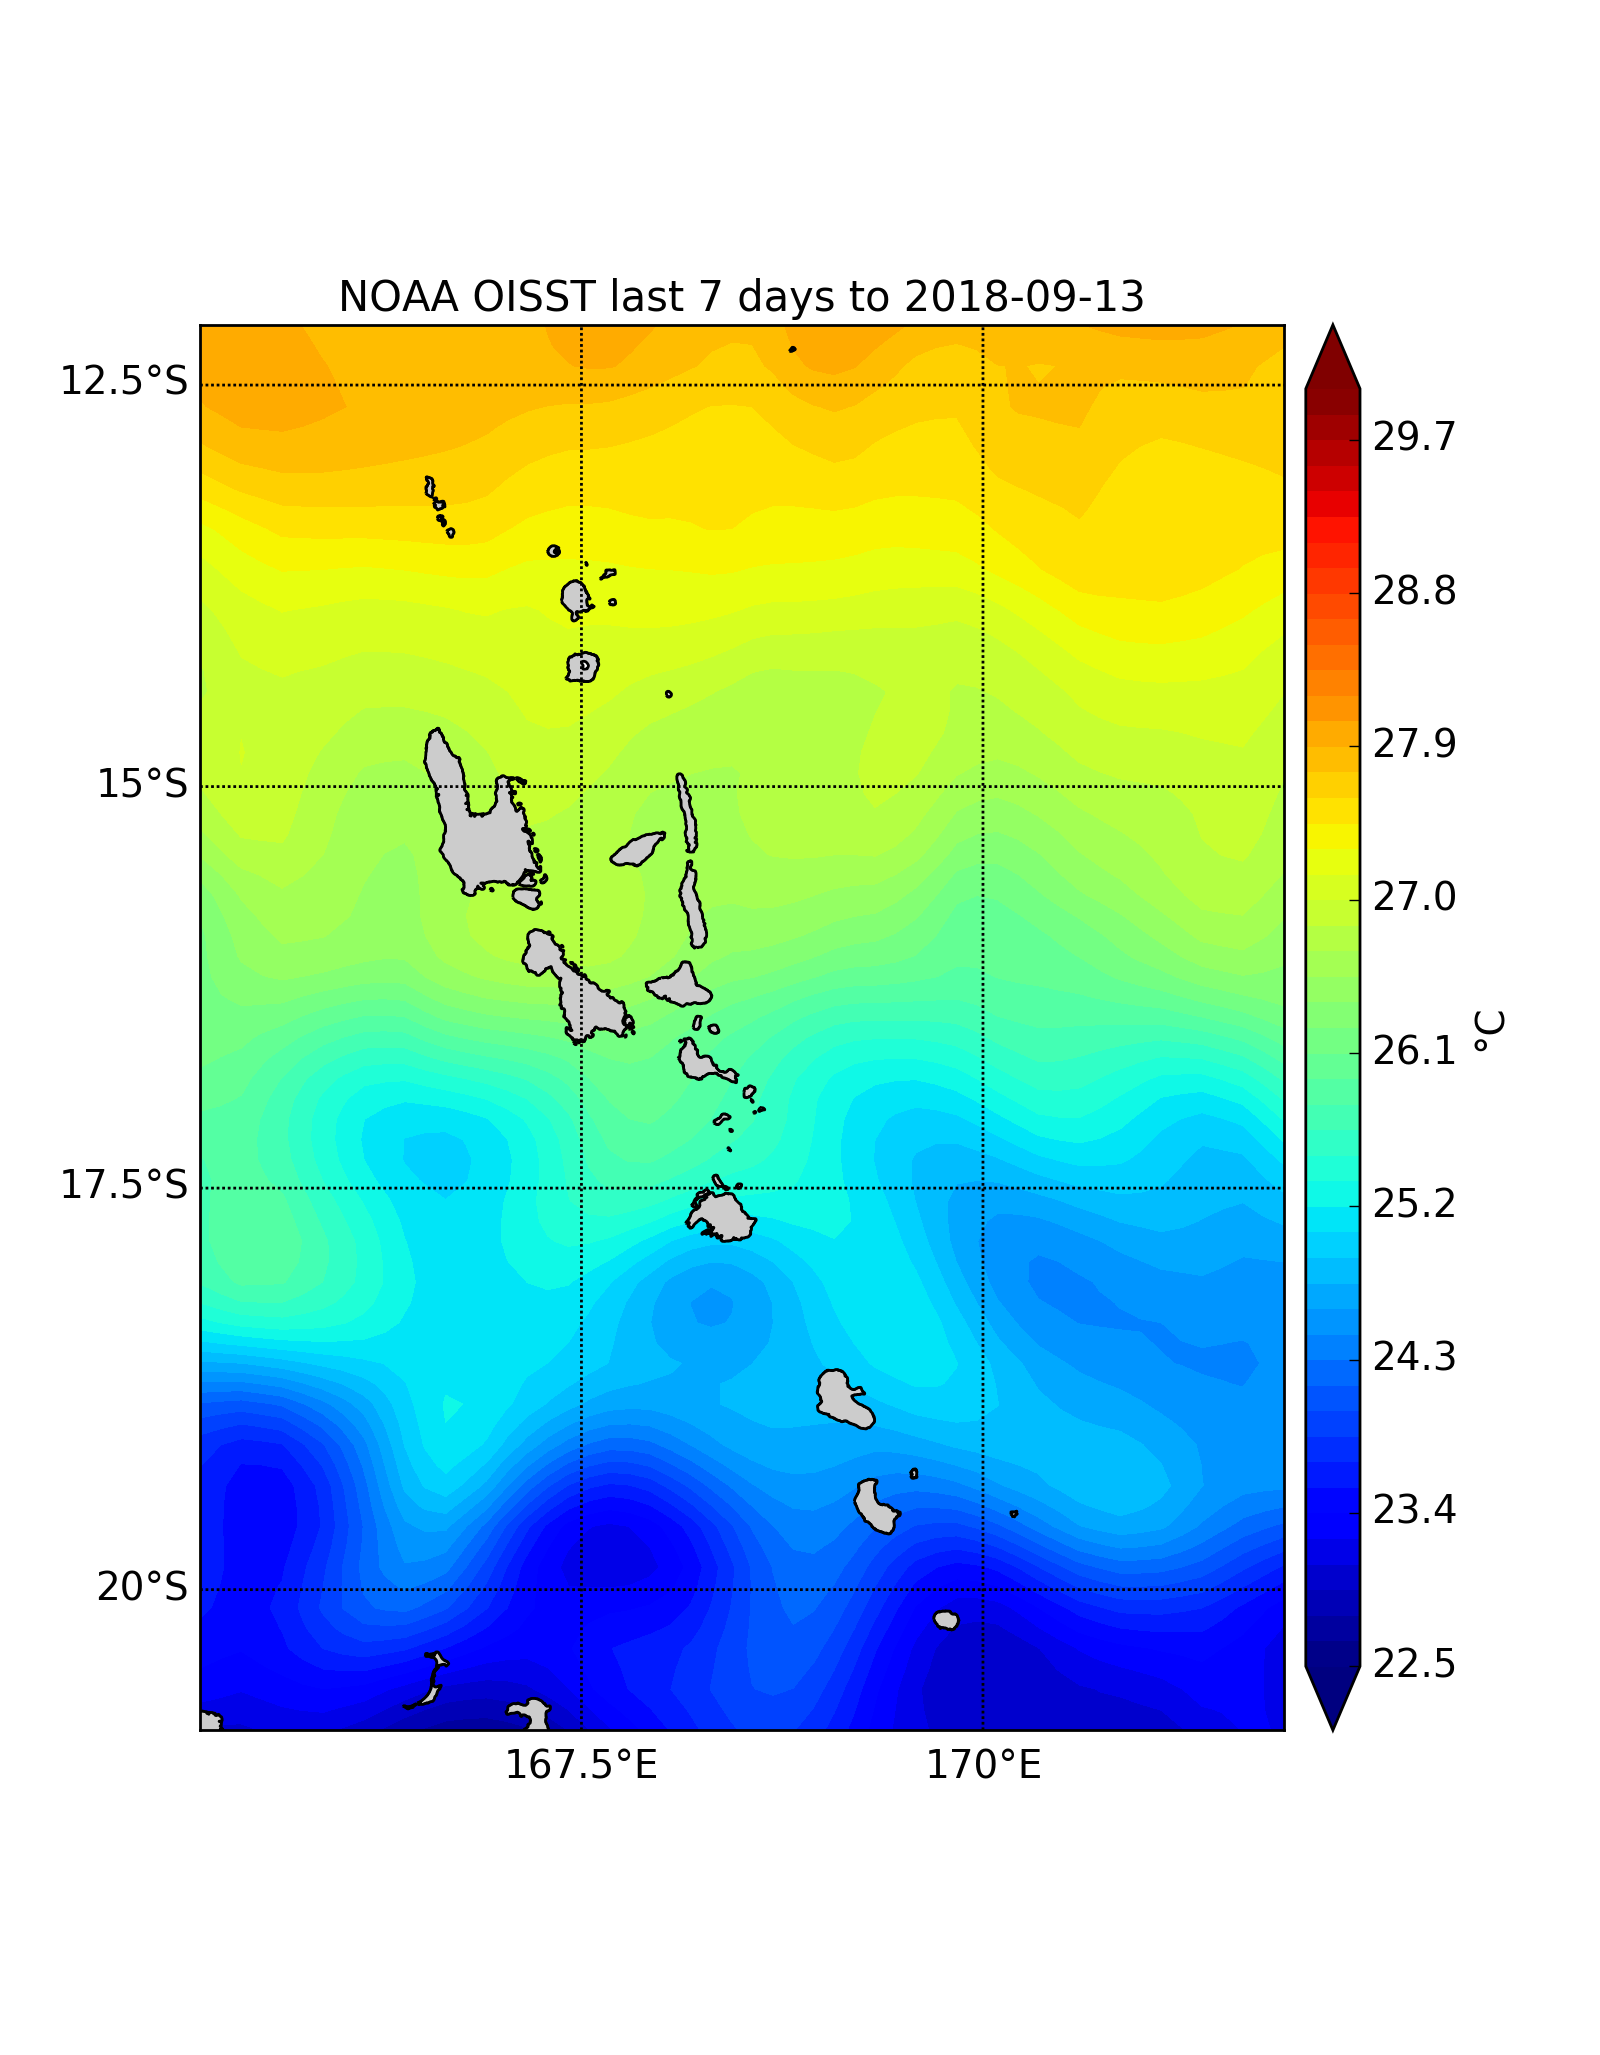 NOAA OISST last 7 days to 2018-09-13
12.5°S
15°S
17.5°S
20°S
167.5°E
170°E
29.7
28.8
27.9
27.0
26.1
25.2
24.3
23.4
22.5
°C